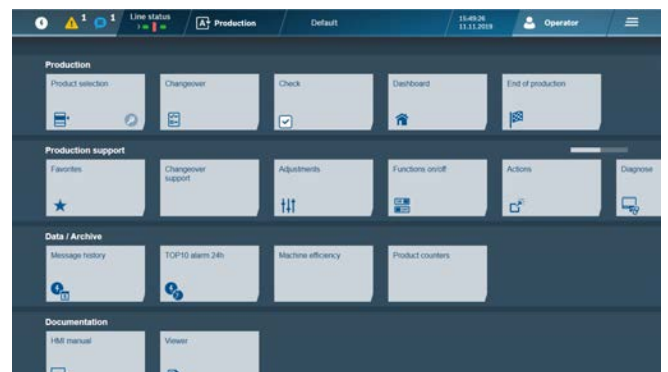 1
1
Line status
A
Production
Default
15:49:26
11.11.2019
Operator
Production
Product selection
Changeover
Check
Dashboard
End of production
Production support
Favorites
Changeover
support
Adjustments
Functions on/off
Actions
Diagnose
Data / Archive
Message history
TOP10 alarm 24h
Machine efficiency
Product counters
Documentation
HMI manual
Viewer